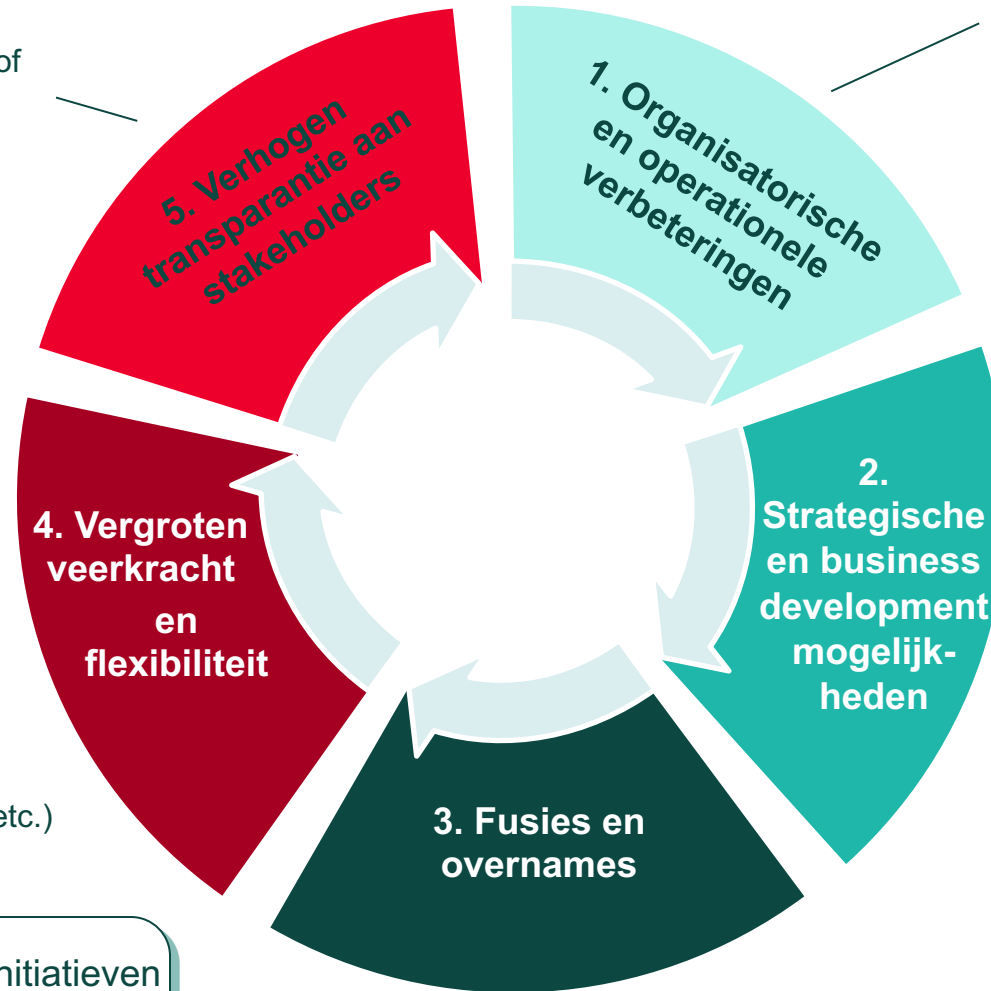 of
5. Verhogen
transparantie aan
stakeholders
1. Organisatorische
en operationele
verbeteringen
2.
Strategische
en business
development
mogelijk-
heden
3. Fusies en
overnames
4. Vergroten
veerkracht
en
flexibiliteit
etc.)
nitiatieven